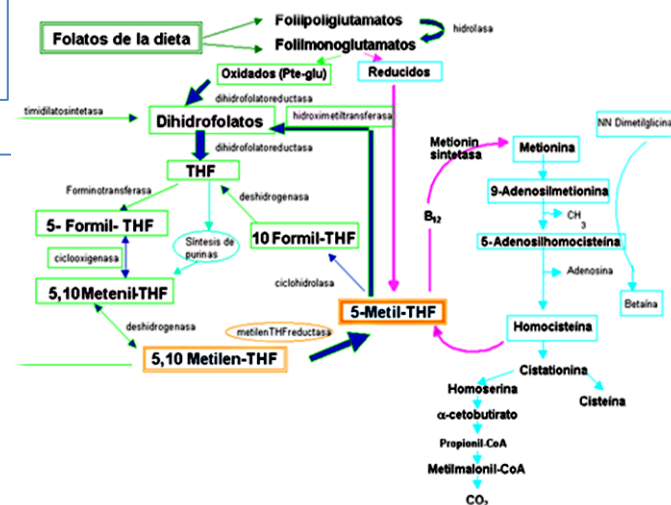 Folatos de la dieta
Foliipoliglutamatos
Folilmonoglutamatos
hidrolasa
Oxidados (Pte-glu)
Reducidos
dihidrofolatoreductasa
timidilatosintetasa
Dihidrofolatos
hidroximetiltransferasa
dihidrofolatoreductasa
THF
Forminotransferasa
deshidrogenasa
5- Formil- THF
Síntesis de
purinas
10 Formil-THF
ciclooxigenasa
ciclohidrolasa
5,10 Metenil-THF
5-Metil-THF
deshidrogenasa
metilenTHFreductasa
5,10 Metilen-THF
Metionin
sintetasa
B12
Metionina
NN Dimetilglicina
9-Adenosilmetionina
CH
3
5-Adenosilhomocisteína
Adenosina
Betaína
Homocisteína
Cistationina
Homoserina
Cisteína
α-cetobutirato
Propionil-CoA
Metilmalonil-CoA
CO2